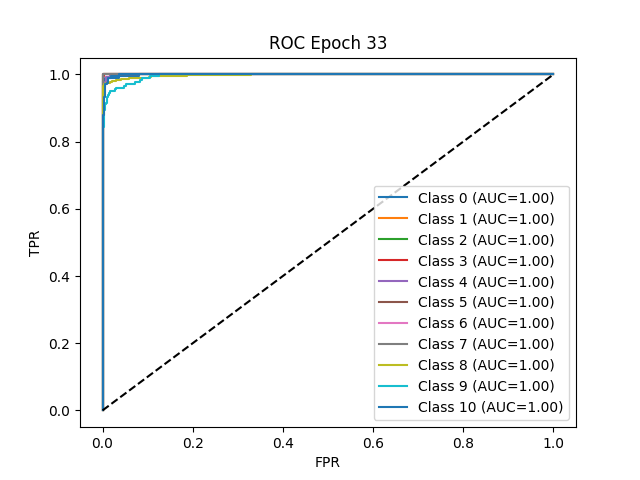 ROC Epoch 33
1.0
0.8
0.6
0.4
0.2
0.0
TPR
Class 0 (AUC=1.00)
Class 1 (AUC=1.00)
Class 2 (AUC=1.00)
Class 3 (AUC=1.00)
Class 4 (AUC=1.00)
Class 5 (AUC=1.00)
Class 6 (AUC=1.00)
Class 7 (AUC=1.00)
Class 8 (AUC=1.00)
Class 9 (AUC=1.00)
Class 10 (AUC=1.00)
0.0 0.2 0.4 0.6 0.8 1.0
FPR